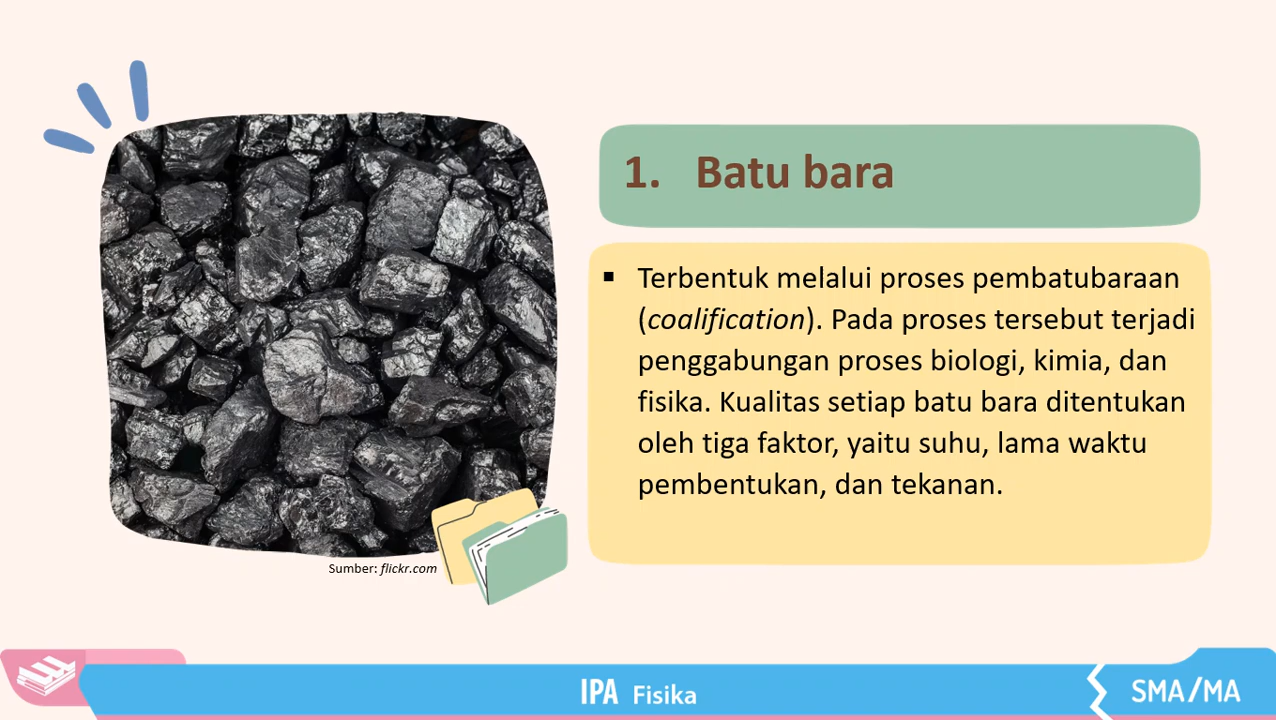 1. Batu bara
▪ Terbentuk melalui proses pembatubaraan
(coalification). Pada proses tersebut terjadi
penggabungan proses biologi, kimia, dan
fisika. Kualitas setiap batu bara ditentukan
oleh tiga faktor, yaitu suhu, lama waktu
pembentukan, dan tekanan.
Sumber: flickr.com
IPA Fisika
SMA/MA